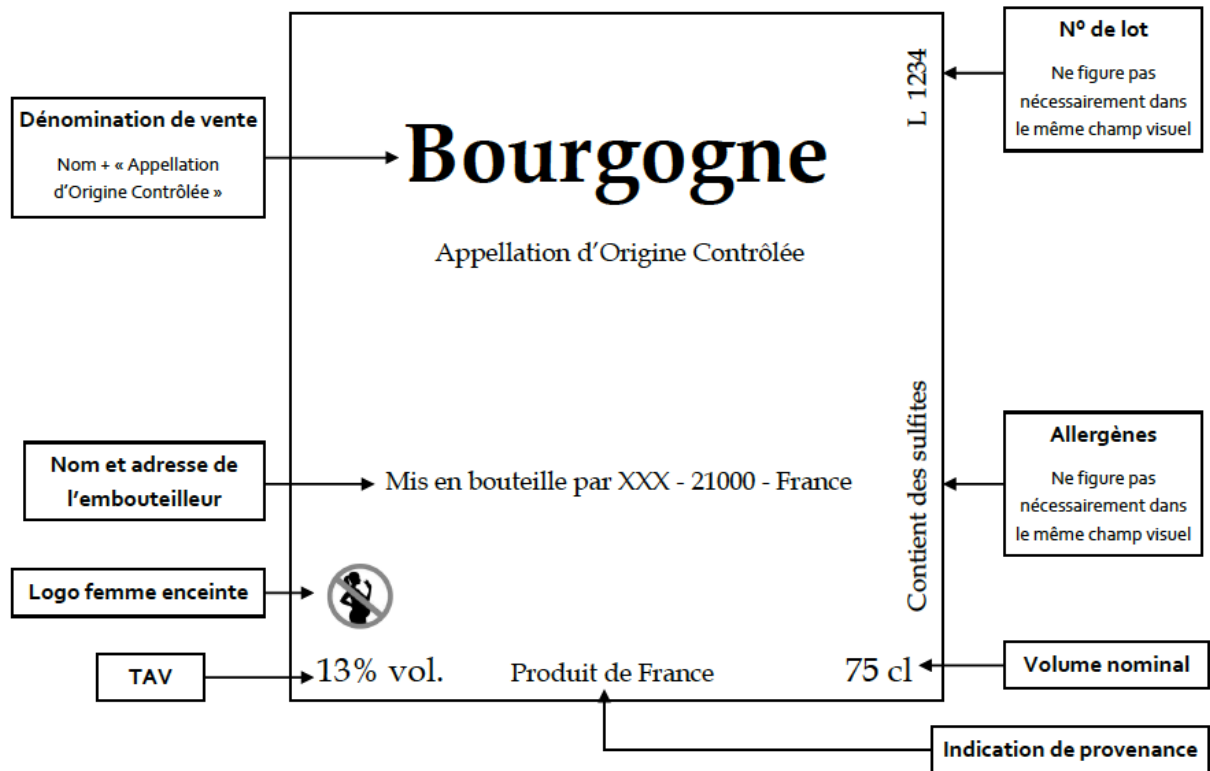 Nº de lot
Ne figure pas
nécessairement dans
le même champ visuel
L 1234
Dénomination de vente
Nom + « Appellation
d’Origine Contrôlée »
Bourgogne
Appellation d’Origine Contrôlée
Nom et adresse de
l’embouteilleur
Mis en bouteille par XXX - 21000 - France
Contient des sulfites
Allergènes
Ne figure pas
nécessairement dans
le même champ visuel
Logo femme enceinte
TAV
13% vol.
Produit de France
75 cl
Volume nominal
Indication de provenance